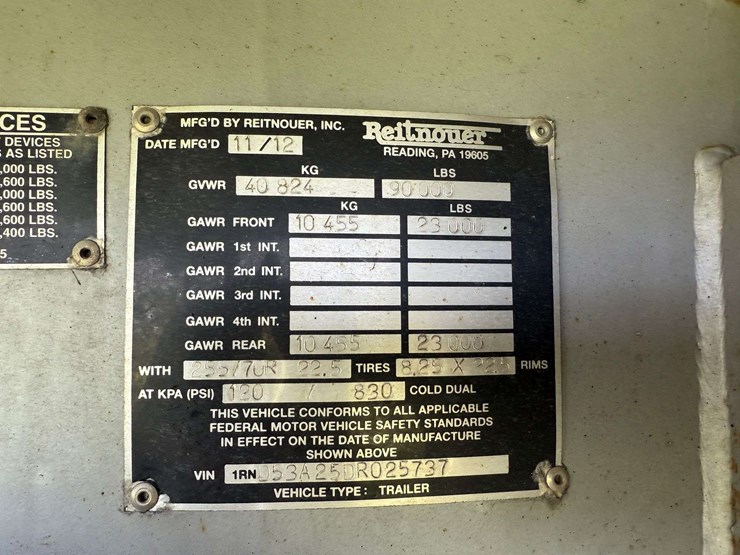 CES
DEVICES
S AS LISTED
,000 LBS.
,600 LBS.
,000 LBS.
,600 LBS.
,600 LBS.
,400 LBS.
5
MFG'D BY REITNOUER, INC. Reitnouer
DATE MFG'D 11/12 READING, PA 19605
KG LBS
GVWR 40 824 90 000
KG LBS
GAWR FRONT 10 455 23 000
GAWR 1st INT.
GAWR 2nd INT.
GAWR 3rd INT.
GAWR 4th INT.
GAWR REAR 10 455 23 000
WITH 255/70R 22.5 TIRES 8.25 X 22.5 RIMS
AT KPA (PSI) 120 / 830 COLD DUAL
THIS VEHICLE CONFORMS TO ALL APPLICABLE
FEDERAL MOTOR VEHICLE SAFETY STANDARDS
IN EFFECT ON THE DATE OF MANUFACTURE
SHOWN ABOVE
VIN 1RNJ53A25DR025737
VEHICLE TYPE: TRAILER